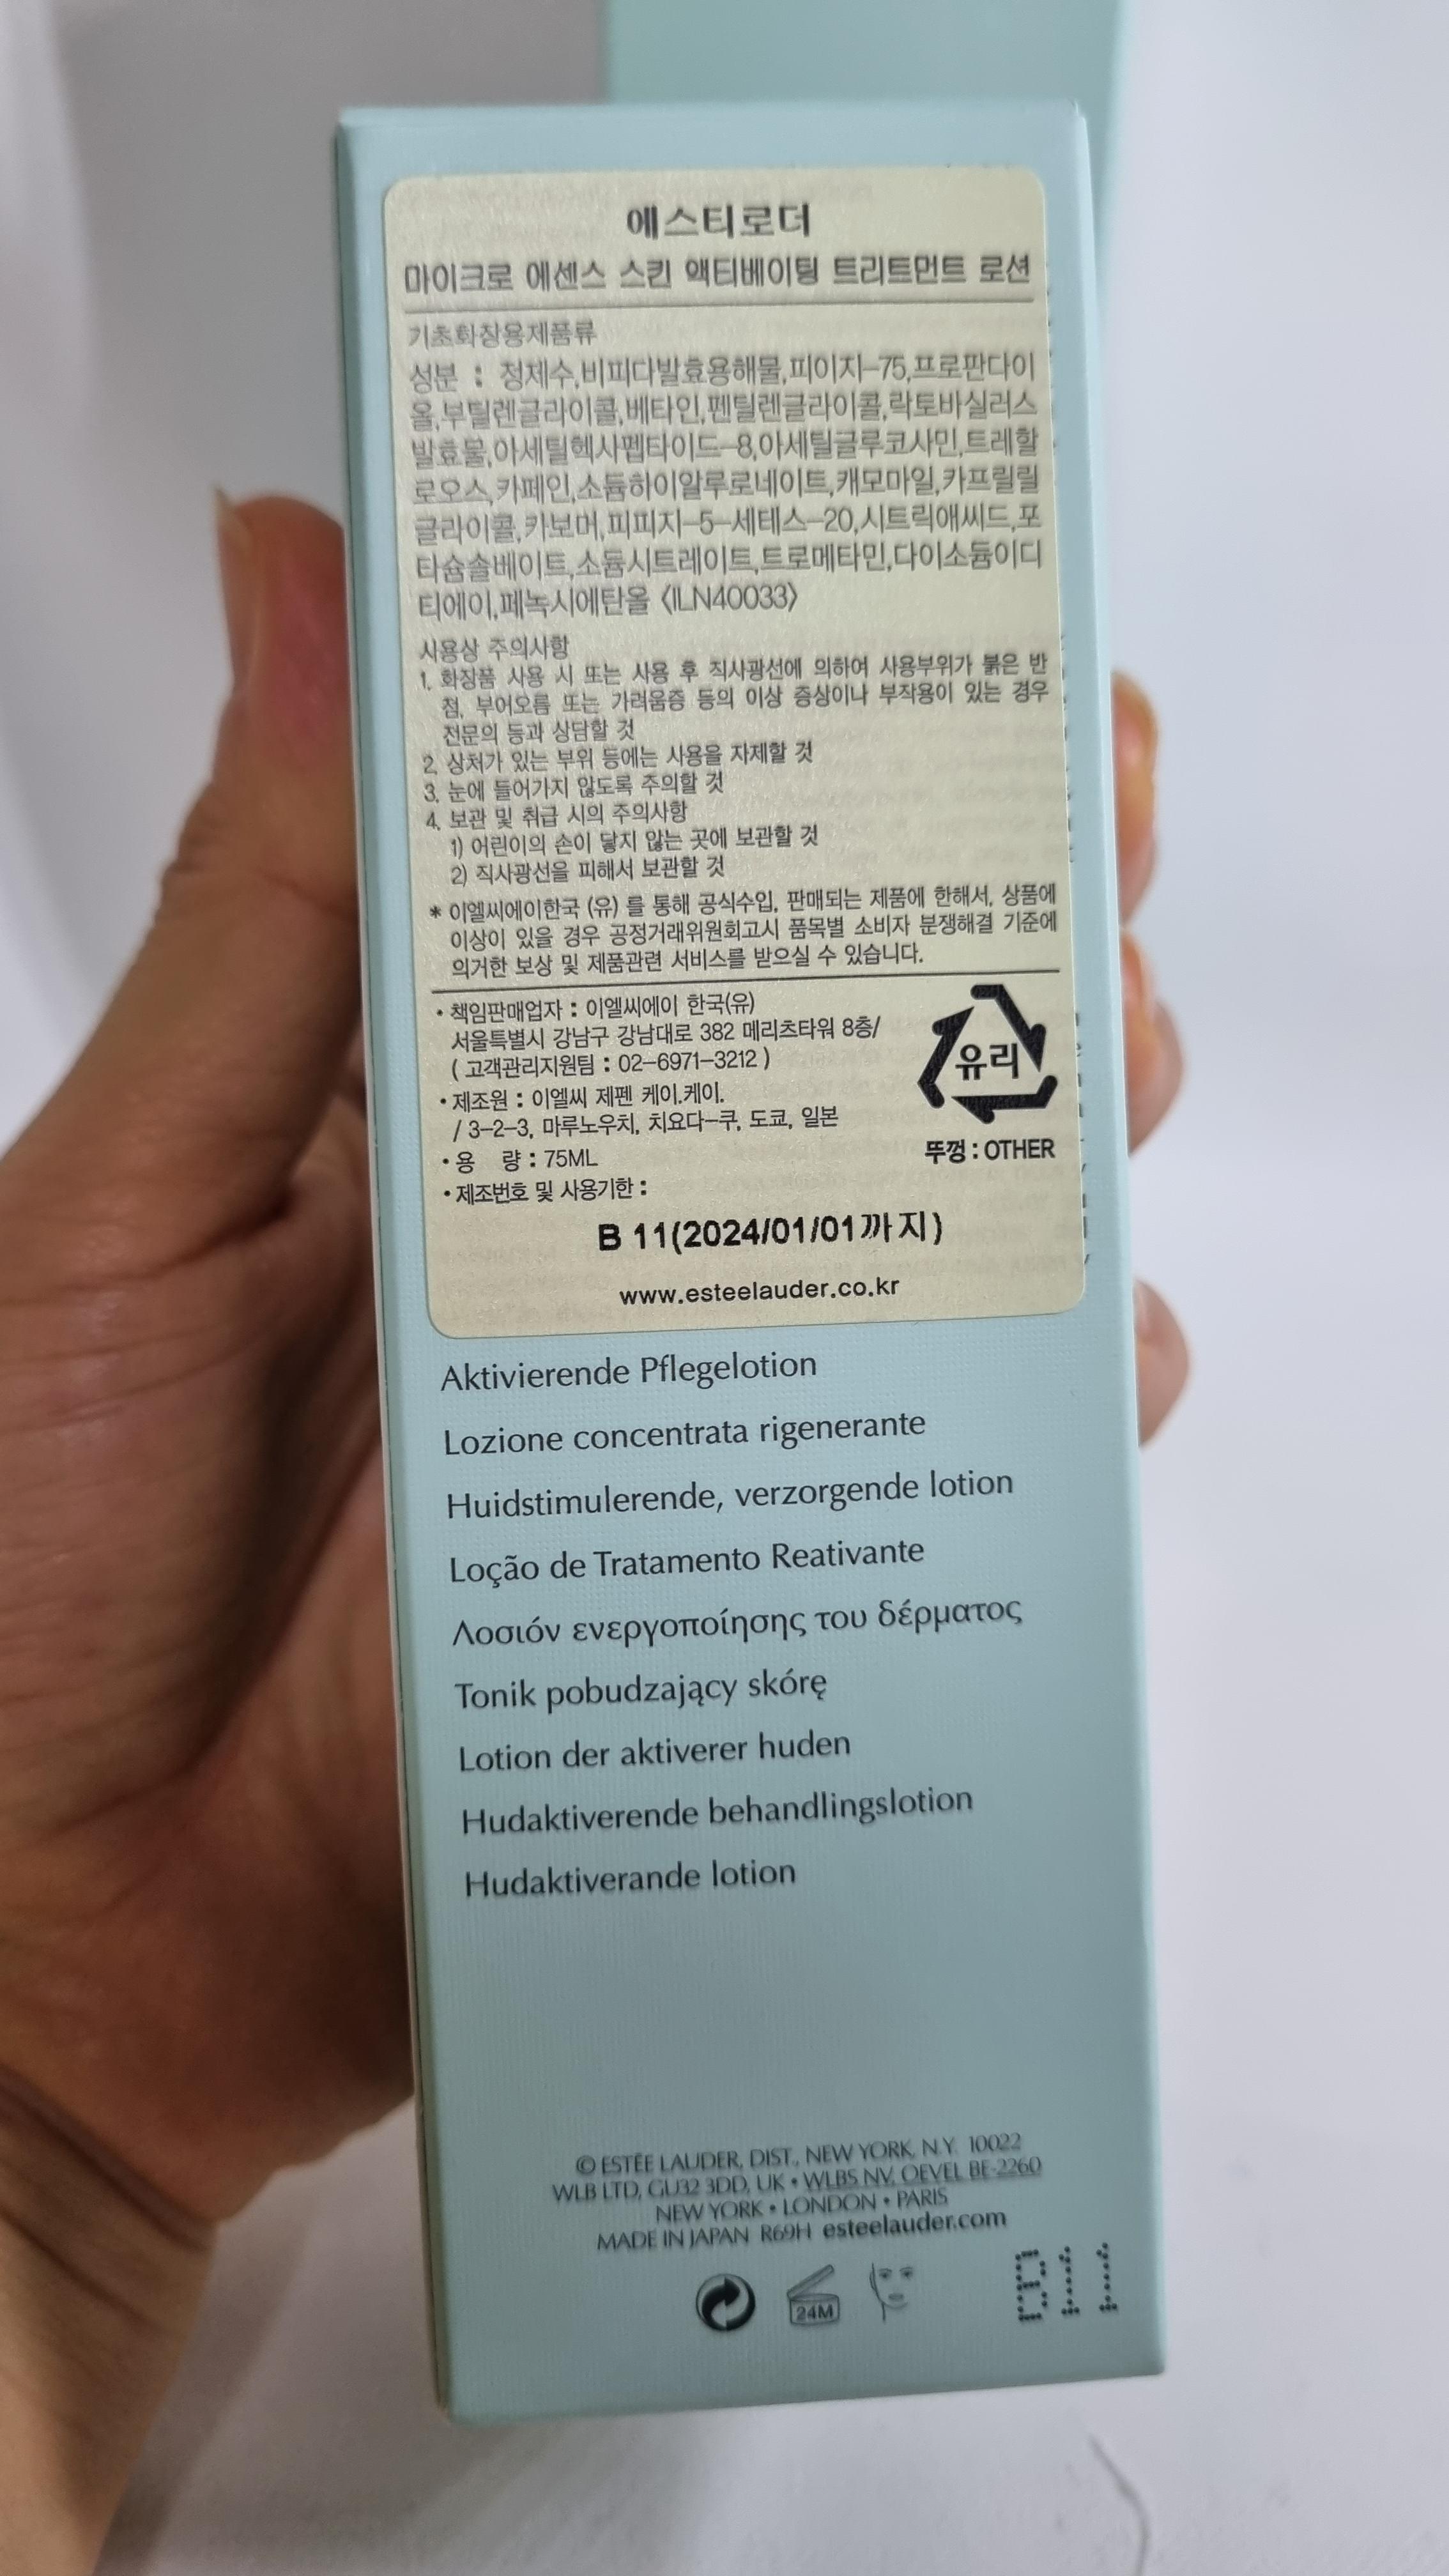 에스티로더
마이크로 에센스 스킨 액티베이팅 트리트먼트 로션
기초화장용제품류
성분 : 정제수,비피다발효용해물,피이지-75,프로판다이
올,부틸렌글라이콜,베타인,펜틸렌글라이콜,락토바실러스
발효물,아세틸헥사펩타이드-8,아세틸글루코사민,트레할
로오스,카페인,소듐하이알루로네이트,캐모마일,카프릴릴
글라이콜,카보머,피피지-5-세테스-20,시트릭애씨드,포
타슘솔베이트,소듐시트레이트,트로메타민,다이소듐이디
티에이,페녹시에탄올 〈ILN40033〉
사용상 주의사항
1. 화장품 사용 시 또는 사용 후 직사광선에 의하여 사용부위가 붉은 반
점, 부어오름 또는 가려움증 등의 이상 증상이나 부작용이 있는 경우
전문의 등과 상담할 것
2. 상처가 있는 부위 등에는 사용을 자제할 것
3. 눈에 들어가지 않도록 주의할 것
4. 보관 및 취급 시의 주의사항
1) 어린이의 손이 닿지 않는 곳에 보관할 것
2) 직사광선을 피해서 보관할 것
* 이엘씨에이한국 (유) 를 통해 공식수입, 판매되는 제품에 한해서, 상품에
이상이 있을 경우 공정거래위원회고시 품목별 소비자 분쟁해결 기준에
의거한 보상 및 제품관련 서비스를 받으실 수 있습니다.
• 책임판매업자 : 이엘씨에이 한국(유)
서울특별시 강남구 강남대로 382 메리츠타워 8층/
( 고객관리지원팀 : 02-6971-3212 )
• 제조원 : 이엘씨 제펜 케이.케이.
/ 3-2-3, 마루노우치, 치요다-쿠, 도쿄, 일본
• 용 량 : 75ML
• 제조번호 및 사용기한 :
유리
뚜껑 : OTHER
B 11(2024/01/01까지)
www.esteelauder.co.kr
Aktivierende Pflegelotion
Lozione concentrata rigenerante
Huidstimulerende, verzorgende lotion
Loção de Tratamento Reativante
Λοσιόν ενεργοποίησης του δέρματος
Tonik pobudzający skórę
Lotion der aktiverer huden
Hudaktiverende behandlingslotion
Hudaktiverande lotion
© ESTÉE LAUDER, DIST., NEW YORK, N.Y. 10022
WLB LTD, GU32 3DD, UK • WLBS NV, OEVEL BE-2260
NEW YORK • LONDON • PARIS
MADE IN JAPAN R69H esteelauder.com
24M
B11